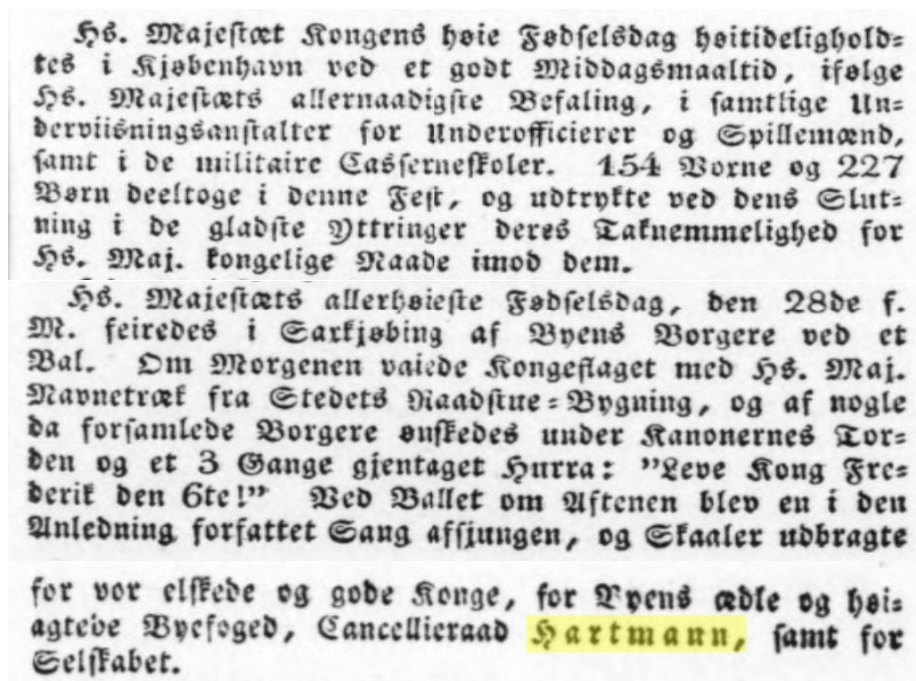 Hs. Majestæt Kongens høie Fødselsdag høitidelighold-
tes i Kjøbenhavn ved et godt Middagsmaaltid, ifølge
Hs. Majestæts allernaadigste Befaling, i samtlige Un-
derviisningsanstalter for Underofficierer og Spillemænd,
samt i de militaire Casserneskoler. 154 Vorne og 227
Børn deeltoge i denne Fest, og udtrykte ved dens Slut-
ning i de gladste Yttringer deres Taknemmelighed for
Hs. Maj. kongelige Naade imod dem.
Hs. Majestæts allerhøieste Fødselsdag, den 28de f.
M. feiredes i Saxkjøbing af Byens Borgere ved et
Bal. Om Morgenen vaiede Kongeflaget med Hs. Maj.
Navnetræk fra Stedets Raadstue-Bygning, og af nogle
da forsamlede Borgere ønskedes under Kanonernes Tor-
den og et 3 Gange gjentaget Hurra: "Leve Kong Fre-
derik den 6te!" Ved Ballet om Aftenen blev en i den
Anledning forfattet Sang afsjungen, og Skaaler udbragte
for vor elskede og gode Konge, for Byens ædle og høi-
agtede Byefoged, Cancellieraad Hartmann, samt for
Selskabet.